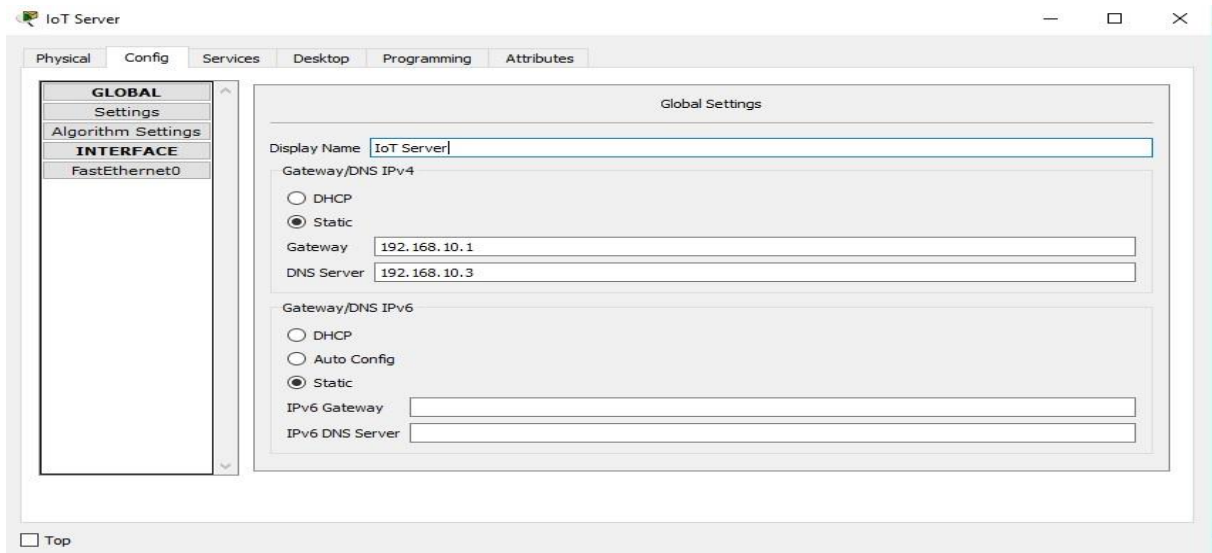 IoT Server
Physical Config Services Desktop Programming Attributes
GLOBAL
Settings
Algorithm Settings
INTERFACE
FastEthernet0
Global Settings
Display Name IoT Server
Gateway/DNS IPv4
DHCP
Static
Gateway 192.168.10.1
DNS Server 192.168.10.3
Gateway/DNS IPv6
DHCP
Auto Config
Static
IPv6 Gateway
IPv6 DNS Server
Top